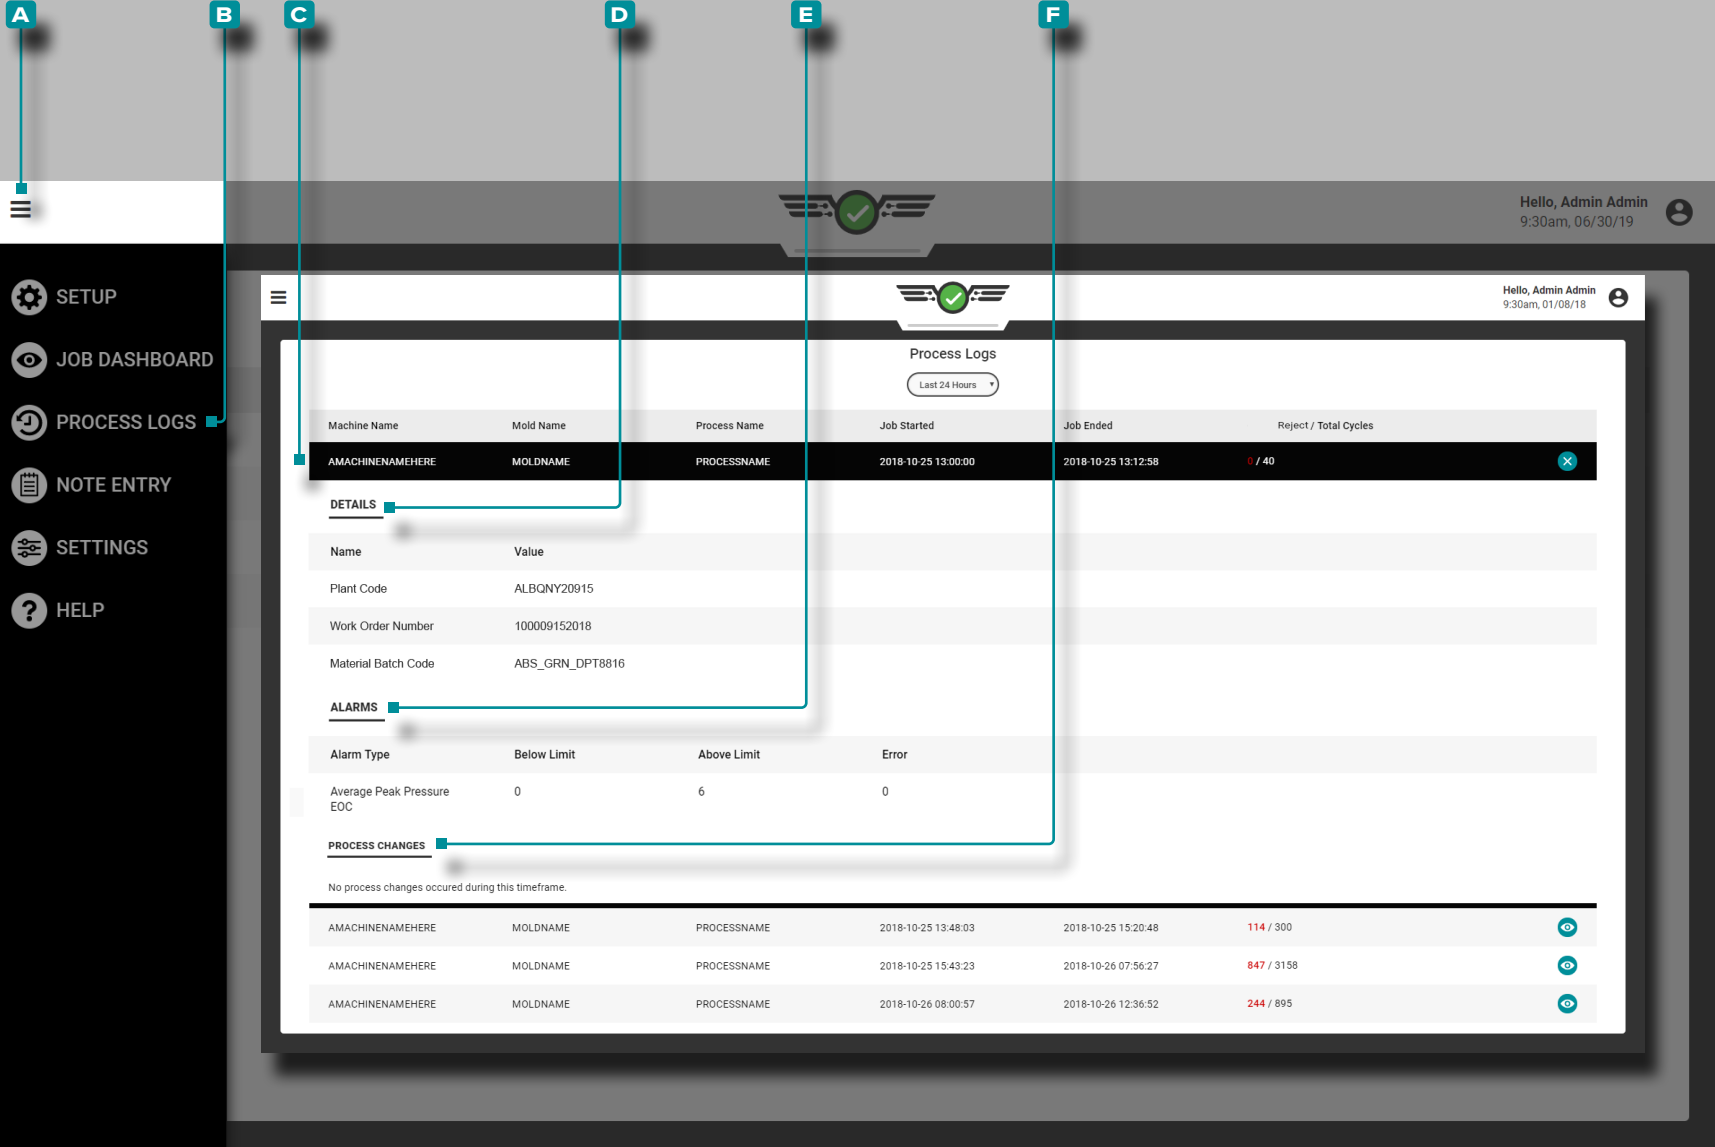 A B C D E F
Hello, Admin Admin
9:30am, 06/30/19
SETUP
JOB DASHBOARD
PROCESS LOGS
NOTE ENTRY
SETTINGS
HELP
Hello, Admin Admin
9:30am, 01/08/18
Process Logs
Last 24 Hours
Machine Name Mold Name Process Name Job Started Job Ended Reject / Total Cycles
AMACHINENAMEHERE MOLDNAME PROCESSNAME 2018-10-25 13:00:00 2018-10-25 13:12:58 0 / 40
DETAILS
Name Value
Plant Code ALBQNY20915
Work Order Number 100009152018
Material Batch Code ABS_GRN_DPT8816
ALARMS
Alarm Type Below Limit Above Limit Error
Average Peak Pressure 0 6 0
EOC
PROCESS CHANGES
No process changes occured during this timeframe.
AMACHINENAMEHERE MOLDNAME PROCESSNAME 2018-10-25 13:48:03 2018-10-25 15:20:48 114 / 300
AMACHINENAMEHERE MOLDNAME PROCESSNAME 2018-10-25 15:43:23 2018-10-26 07:56:27 847 / 3158
AMACHINENAMEHERE MOLDNAME PROCESSNAME 2018-10-26 08:00:57 2018-10-26 12:36:52 244 / 895